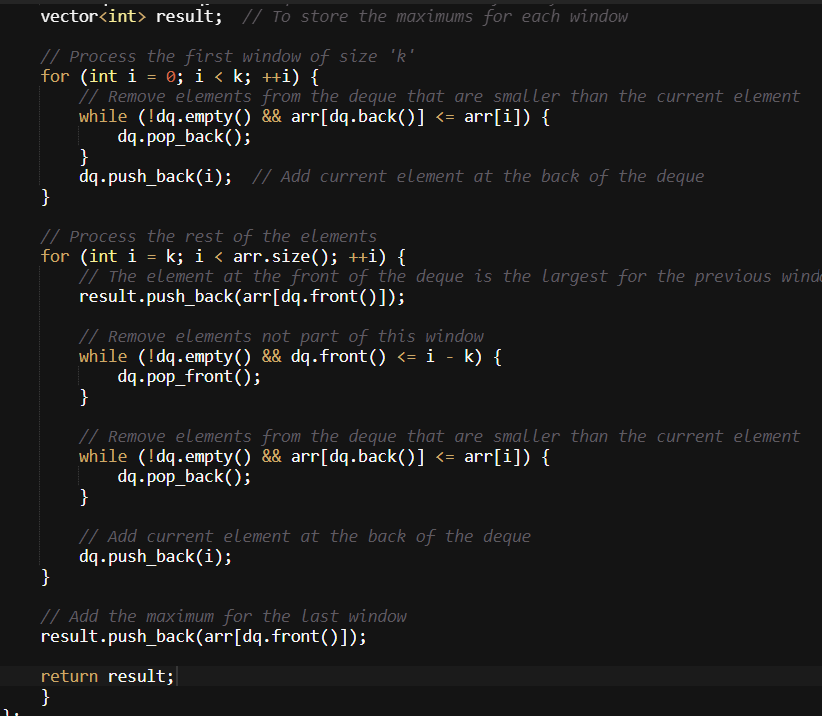 vector<int> result;  // To store the maximums for each window

    // Process the first window of size 'k'
    for (int i = 0; i < k; ++i) {
        // Remove elements from the deque that are smaller than the current element
        while (!dq.empty() && arr[dq.back()] <= arr[i]) {
            dq.pop_back();
        }
        dq.push_back(i);  // Add current element at the back of the deque
    }

    // Process the rest of the elements
    for (int i = k; i < arr.size(); ++i) {
        // The element at the front of the deque is the largest for the previous wind
        result.push_back(arr[dq.front()]);

        // Remove elements not part of this window
        while (!dq.empty() && dq.front() <= i - k) {
            dq.pop_front();
        }

        // Remove elements from the deque that are smaller than the current element
        while (!dq.empty() && arr[dq.back()] <= arr[i]) {
            dq.pop_back();
        }

        // Add current element at the back of the deque
        dq.push_back(i);
    }

    // Add the maximum for the last window
    result.push_back(arr[dq.front()]);

    return result;
    }
};